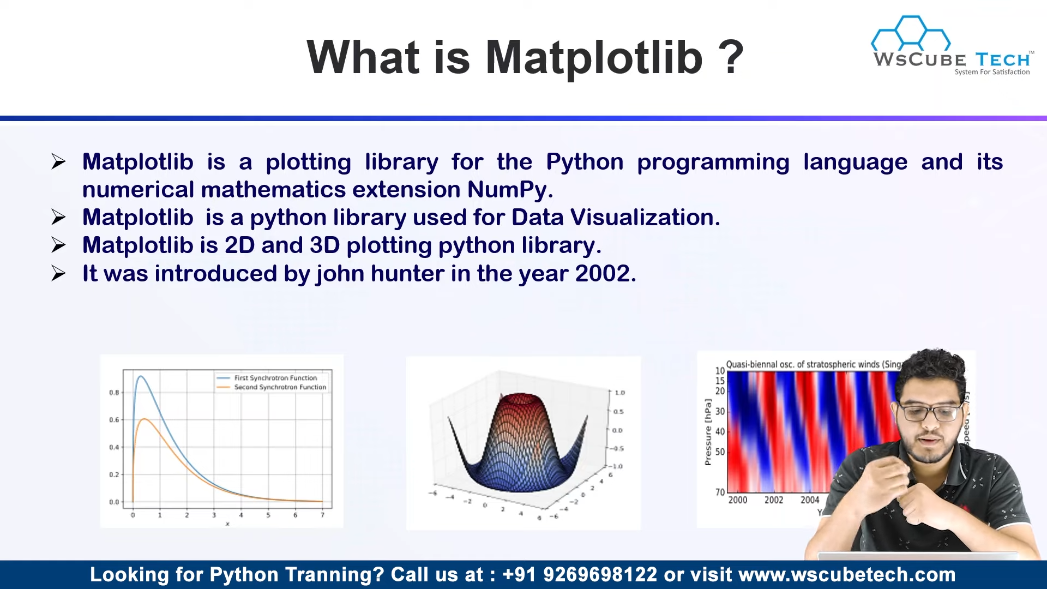 What is Matplotlib ?
WSCUBE TECH™
System For Satisfaction
➢ Matplotlib is a plotting library for the Python programming language and its
numerical mathematics extension NumPy.
➢ Matplotlib is a python library used for Data Visualization.
➢ Matplotlib is 2D and 3D plotting python library.
➢ It was introduced by john hunter in the year 2002.
First Synchrotron Function
Second Synchrotron Function
0.8
0.6
0.4
0.2
0.0
0 1 2 3 4 5 6 7
x
1.0
0.5
0.0
−0.5
−1.0
−6 −4 −2 0 2 4 6
−6 −4 −2 0 2 4 6
Quasi-biennal osc. of stratospheric winds
10
15
20
30
40
50
70
Pressure [hPa]
2000 2002 2004
Looking for Python Tranning? Call us at : +91 9269698122 or visit www.wscubetech.com